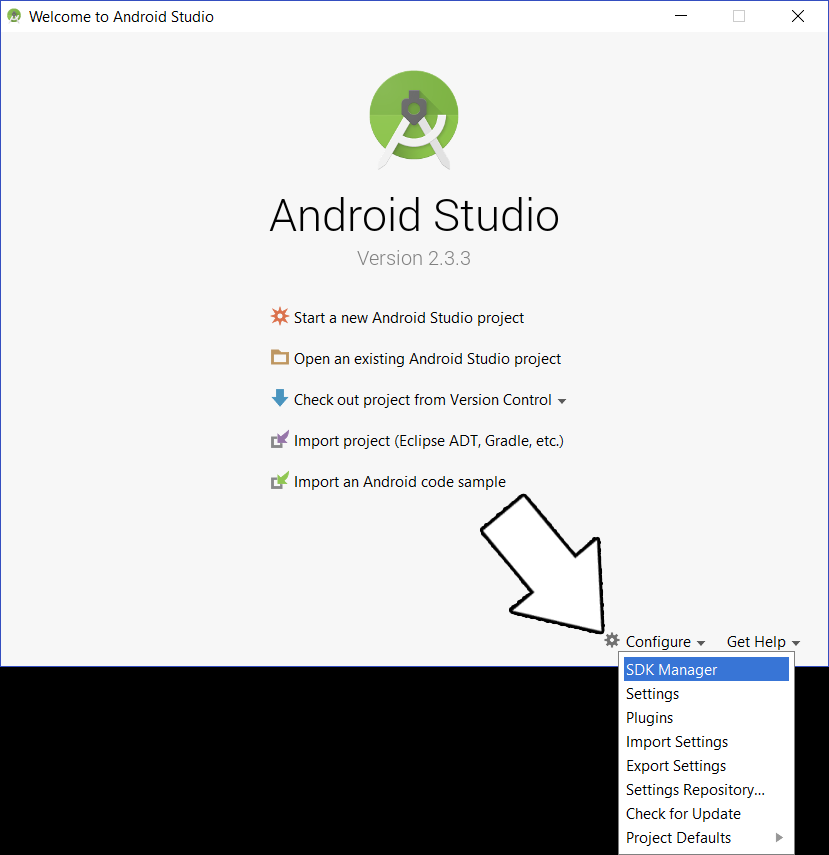 Welcome to Android Studio
Android Studio
Version 2.3.3
Start a new Android Studio project
Open an existing Android Studio project
Check out project from Version Control
Import project (Eclipse ADT, Gradle, etc.)
Import an Android code sample
Configure Get Help
SDK Manager
Settings
Plugins
Import Settings
Export Settings
Settings Repository...
Check for Update
Project Defaults